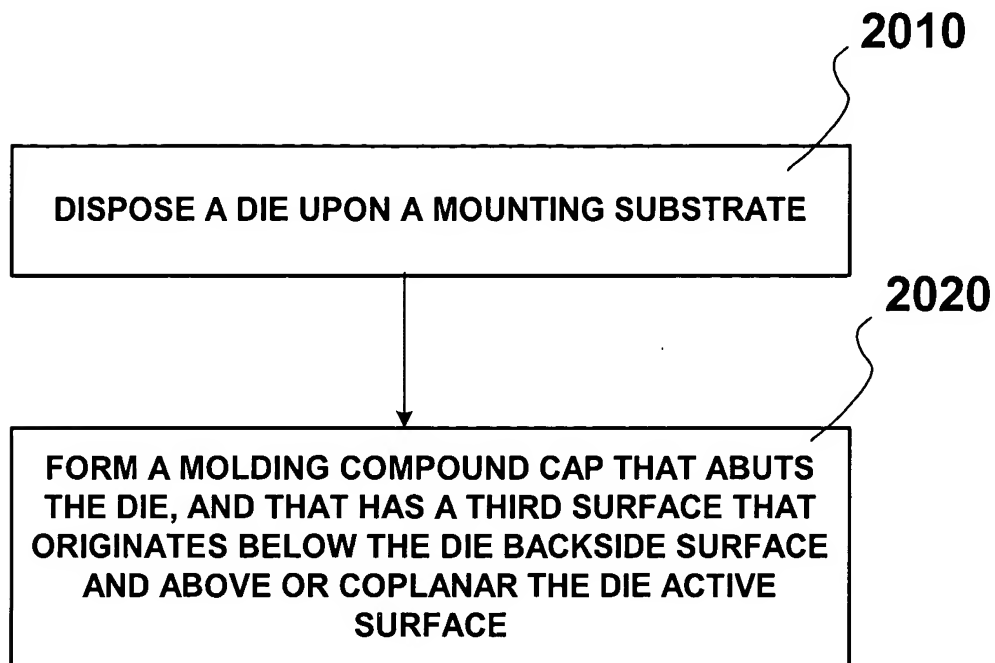 2010
DISPOSE A DIE UPON A MOUNTING SUBSTRATE
2020
FORM A MOLDING COMPOUND CAP THAT ABUTS
THE DIE, AND THAT HAS A THIRD SURFACE THAT
ORIGINATES BELOW THE DIE BACKSIDE SURFACE
AND ABOVE OR COPLANAR THE DIE ACTIVE
SURFACE